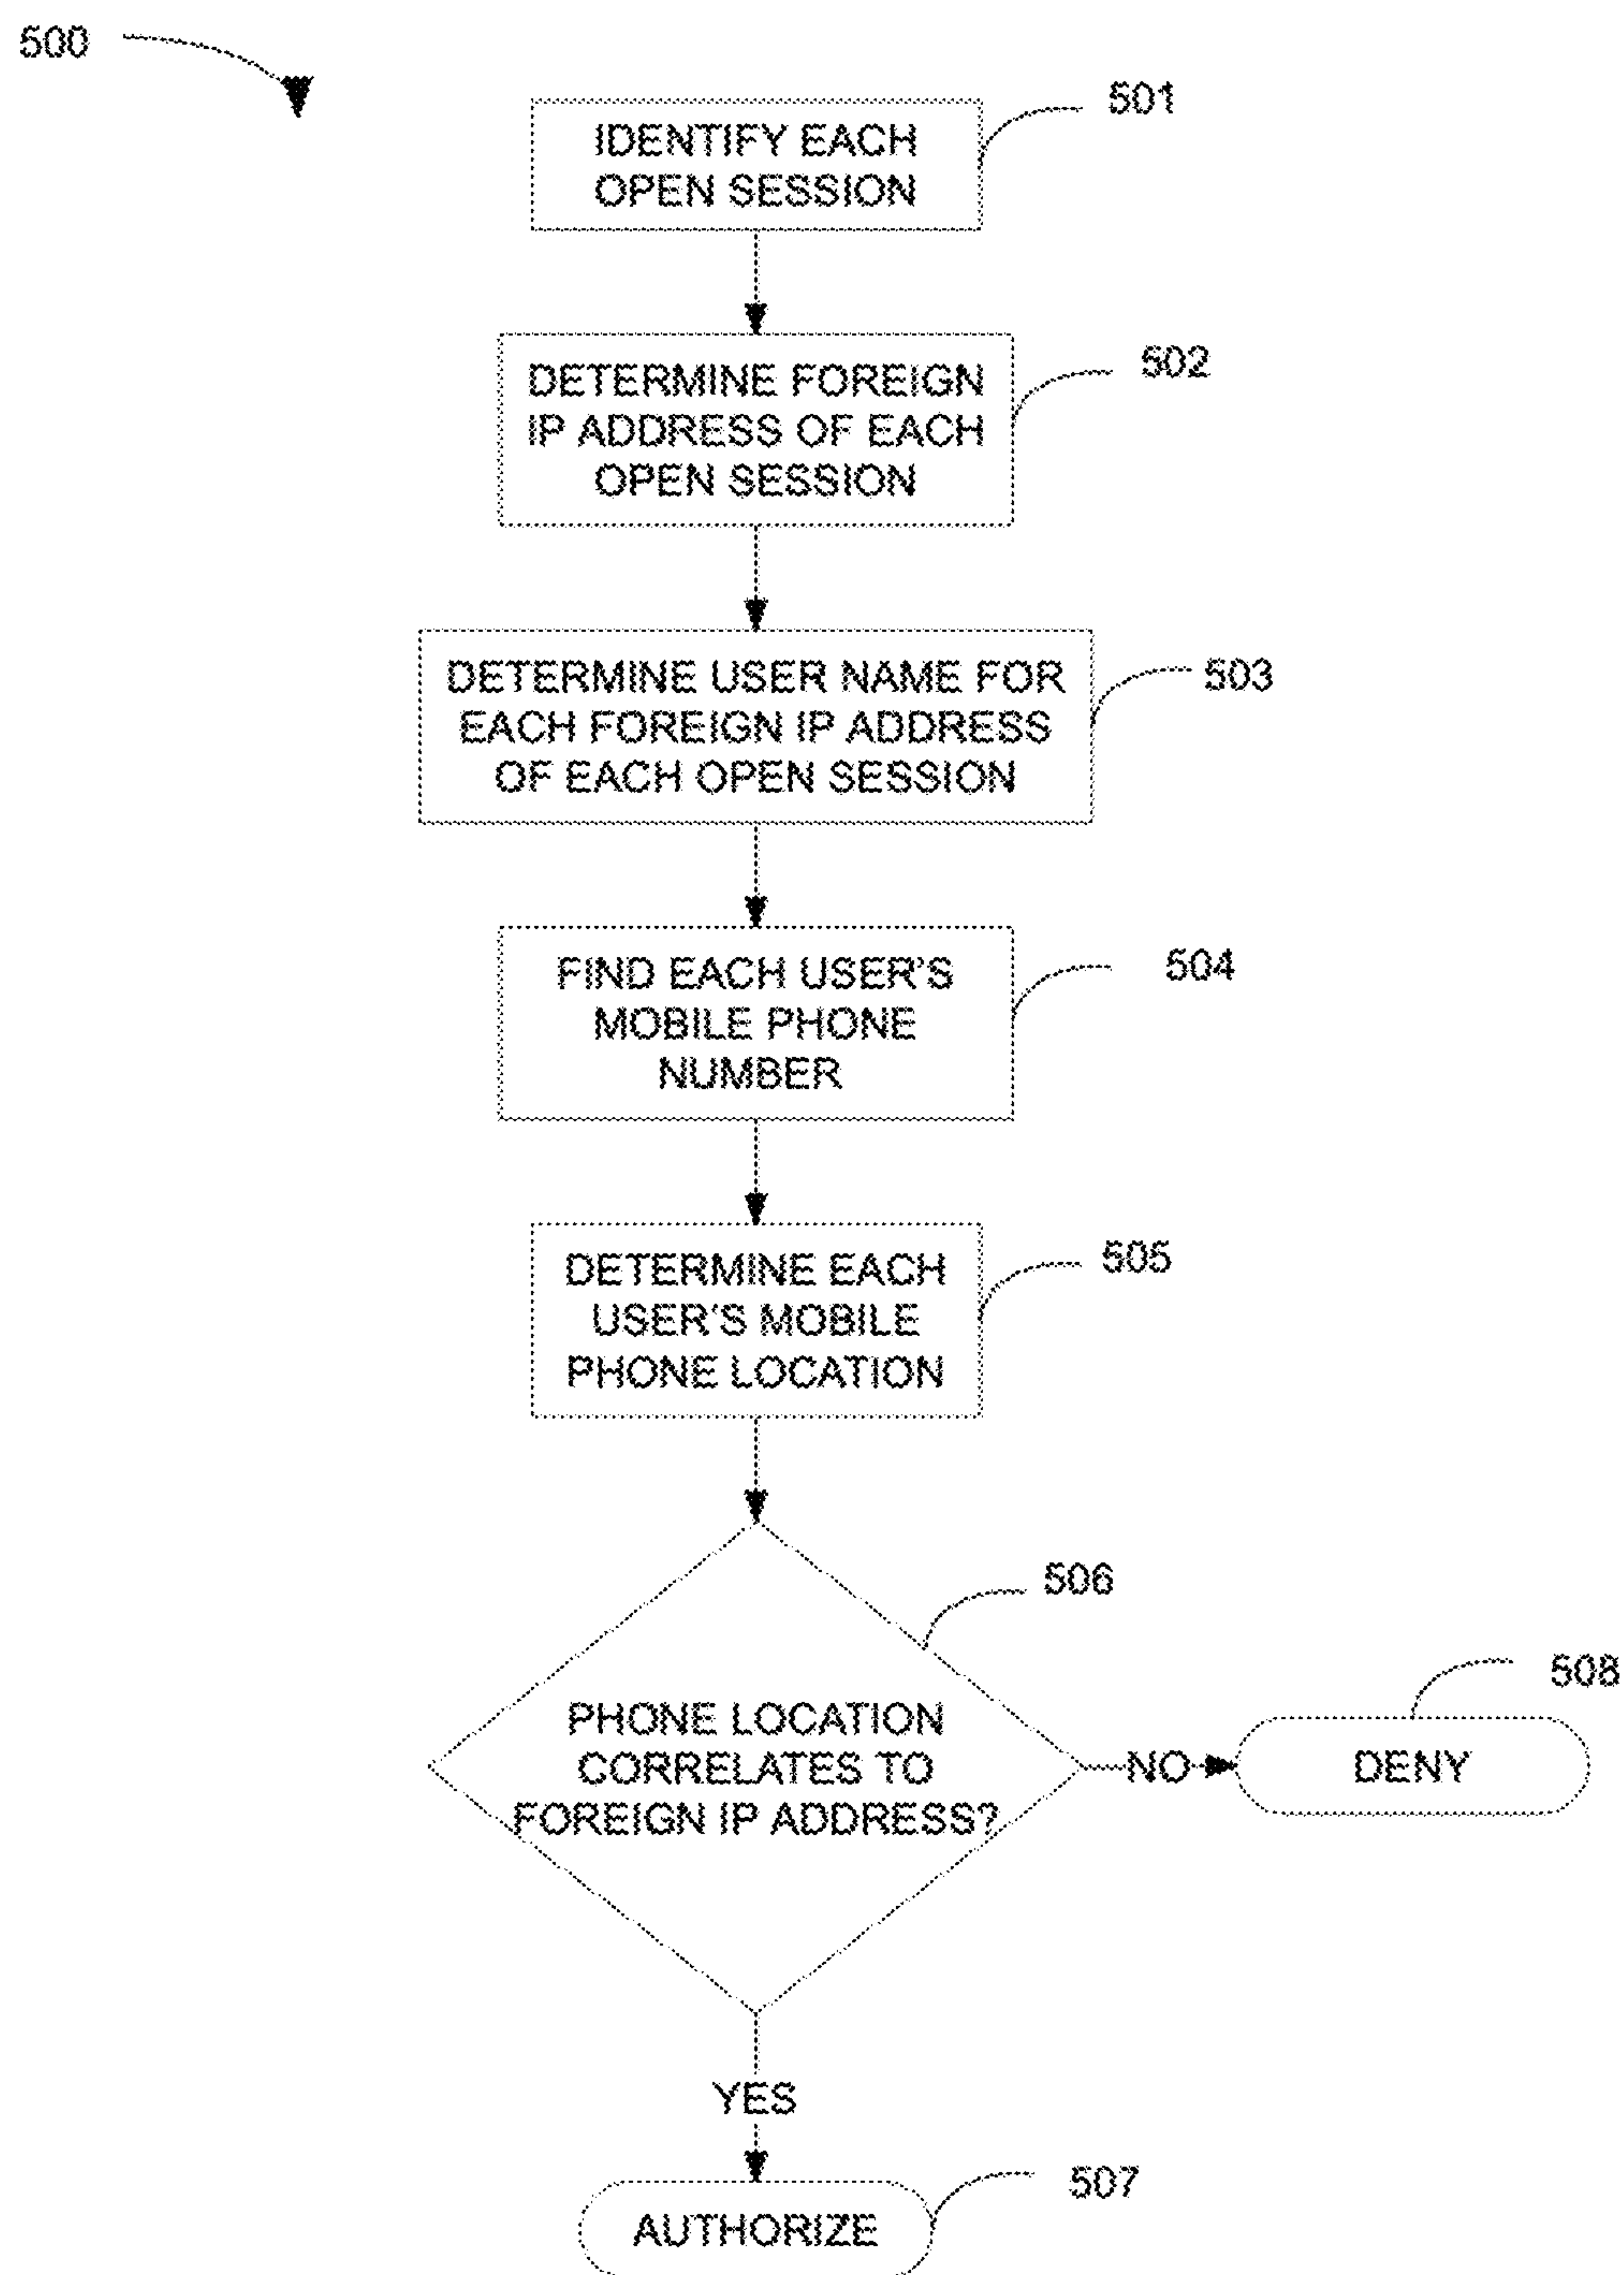 500
501
IDENTIFY EACH
OPEN SESSION
502
DETERMINE FOREIGN
IP ADDRESS OF EACH
OPEN SESSION
503
DETERMINE USER NAME FOR
EACH FOREIGN IP ADDRESS
OF EACH OPEN SESSION
504
FIND EACH USER'S
MOBILE PHONE
NUMBER
505
DETERMINE EACH
USER'S MOBILE
PHONE LOCATION
506
PHONE LOCATION
CORRELATES TO
FOREIGN IP ADDRESS?
NO
508
DENY
YES
507
AUTHORIZE